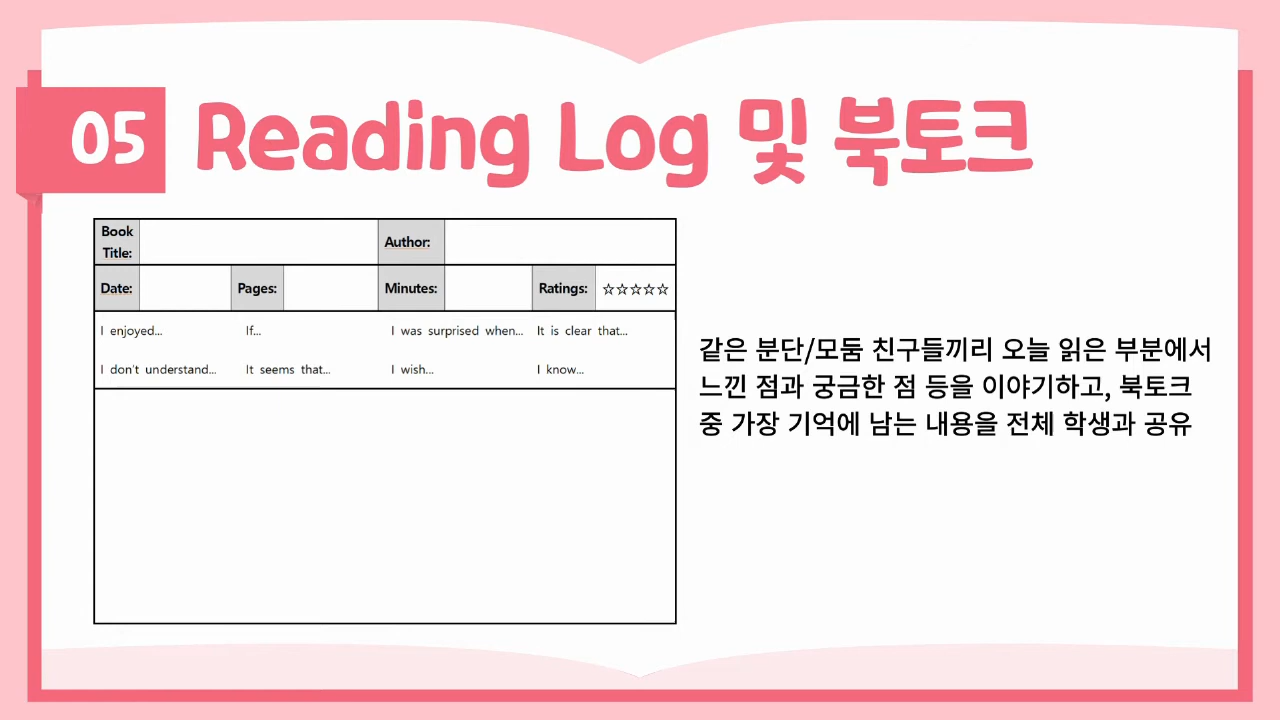 05 Reading Log 및 북토크
Book Title:
Author:
Date:
Pages:
Minutes:
Ratings: ☆☆☆☆☆
I enjoyed... If... I was surprised when... It is clear that...
I don't understand... It seems that... I wish... I know...
같은 분단/모둠 친구들끼리 오늘 읽은 부분에서
느낀 점과 궁금한 점 등을 이야기하고, 북토크
중 가장 기억에 남는 내용을 전체 학생과 공유